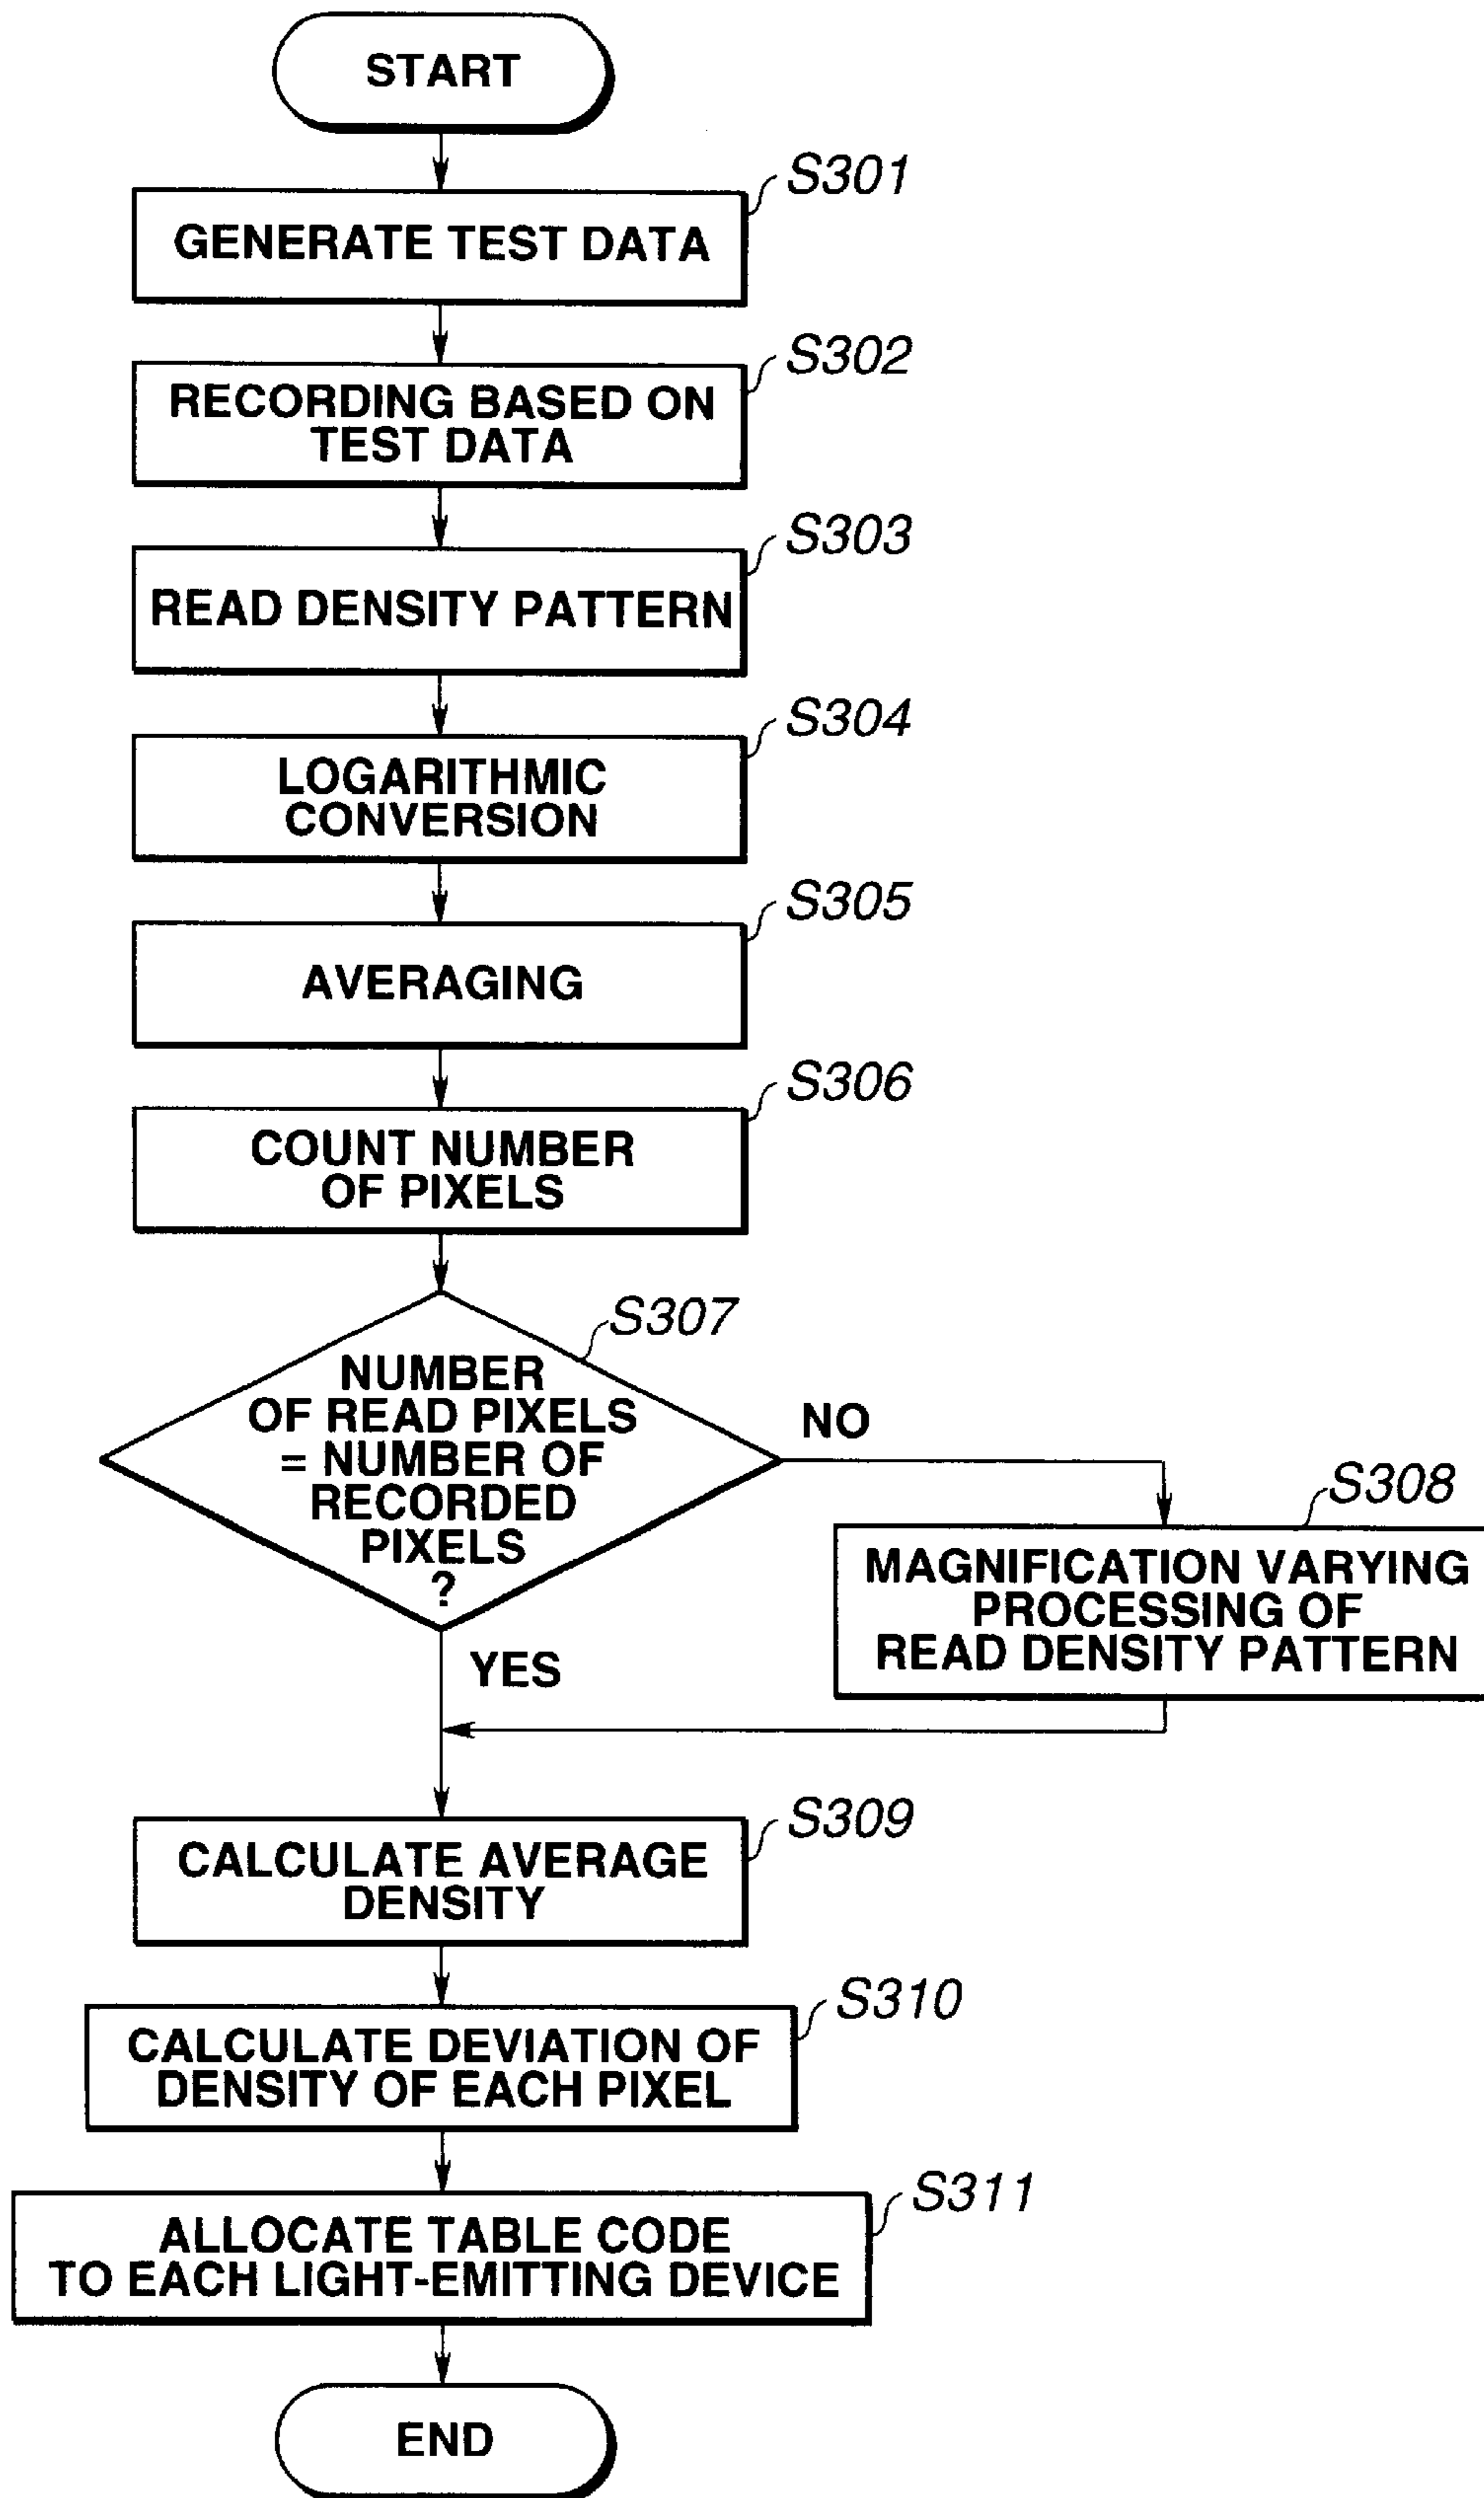 START
S301
GENERATE TEST DATA
S302
RECORDING BASED ON
TEST DATA
S303
READ DENSITY PATTERN
S304
LOGARITHMIC
CONVERSION
S305
AVERAGING
S306
COUNT NUMBER
OF PIXELS
S307
NUMBER
OF READ PIXELS
= NUMBER OF
RECORDED
PIXELS
?
NO
S308
MAGNIFICATION VARYING
PROCESSING OF
READ DENSITY PATTERN
YES
S309
CALCULATE AVERAGE
DENSITY
S310
CALCULATE DEVIATION OF
DENSITY OF EACH PIXEL
S311
ALLOCATE TABLE CODE
TO EACH LIGHT-EMITTING DEVICE
END